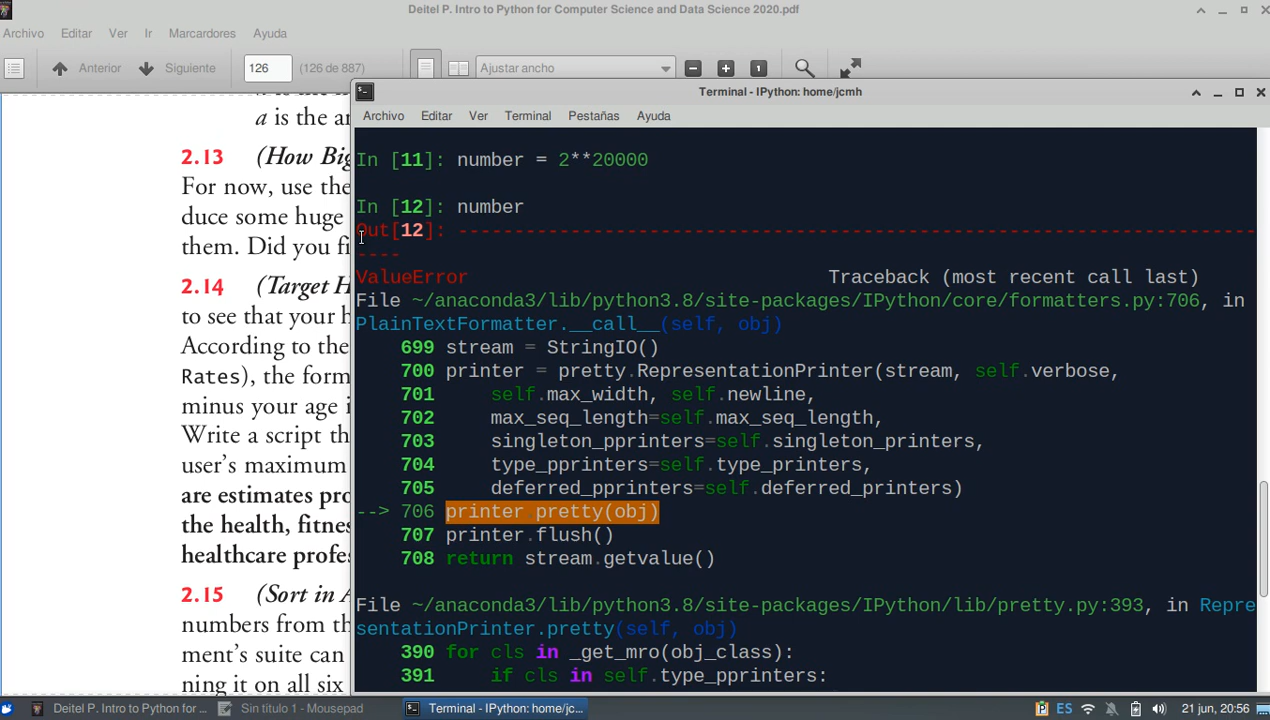 Deitel P. Intro to Python for Computer Science and Data Science 2020.pdf
Archivo Editar Ver Ir Marcadores Ayuda
Anterior Siguiente 126 (126 de 887) Ajustar ancho
Terminal - IPython: home/jcmh
Archivo Editar Ver Terminal Pestañas Ayuda
a is the
2.13 (How Big
For now, use the
duce some huge
them. Did you
2.14 (Target
to see that your
According to the
Rates), the form
minus your age
Write a script
user's maximum
are estimates
the health,
healthcare
2.15 (Sort in
numbers from
ment's suite can
ning it on all six
In [11]: number = 2**20000
In [12]: number
Out[12]: -----------------------------------------------------------------------
----
ValueError Traceback (most recent call last)
File ~/anaconda3/lib/python3.8/site-packages/IPython/core/formatters.py:706, in
PlainTextFormatter.__call__(self, obj)
699 stream = StringIO()
700 printer = pretty.RepresentationPrinter(stream, self.verbose,
701 self.max_width, self.newline,
702 max_seq_length=self.max_seq_length,
703 singleton_pprinters=self.singleton_printers,
704 type_pprinters=self.type_printers,
705 deferred_pprinters=self.deferred_printers)
--> 706 printer.pretty(obj)
707 printer.flush()
708 return stream.getvalue()
File ~/anaconda3/lib/python3.8/site-packages/IPython/lib/pretty.py:393, in Repre
sentationPrinter.pretty(self, obj)
390 for cls in _get_mro(obj_class):
391 if cls in self.type_pprinters:
Deitel P. Intro to Python for ... Sin título 1 - Mousepad Terminal - IPython: home/jc... ES 21 jun, 20:56